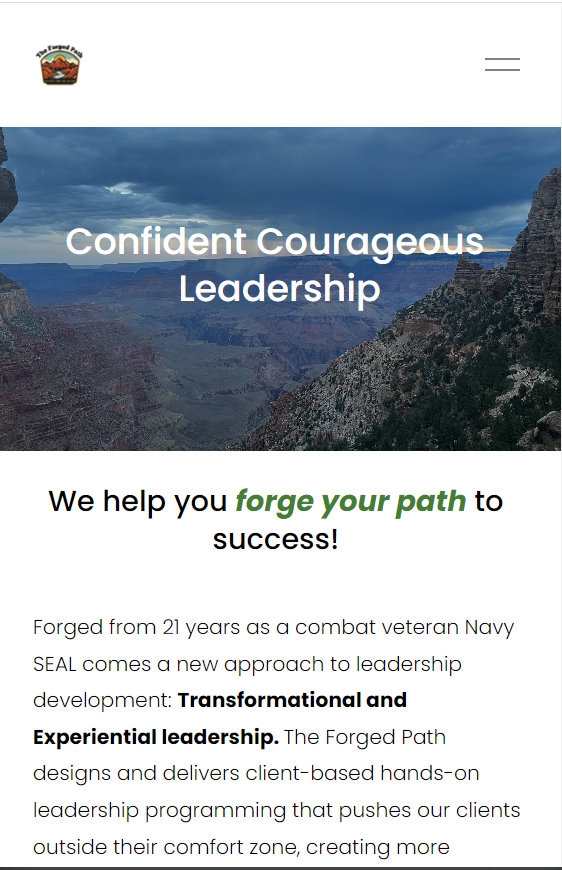 The Forged Path
Confident Courageous
Leadership
We help you forge your path to
success!
Forged from 21 years as a combat veteran Navy
SEAL comes a new approach to leadership
development: Transformational and
Experiential leadership. The Forged Path
designs and delivers client-based hands-on
leadership programming that pushes our clients
outside their comfort zone, creating more